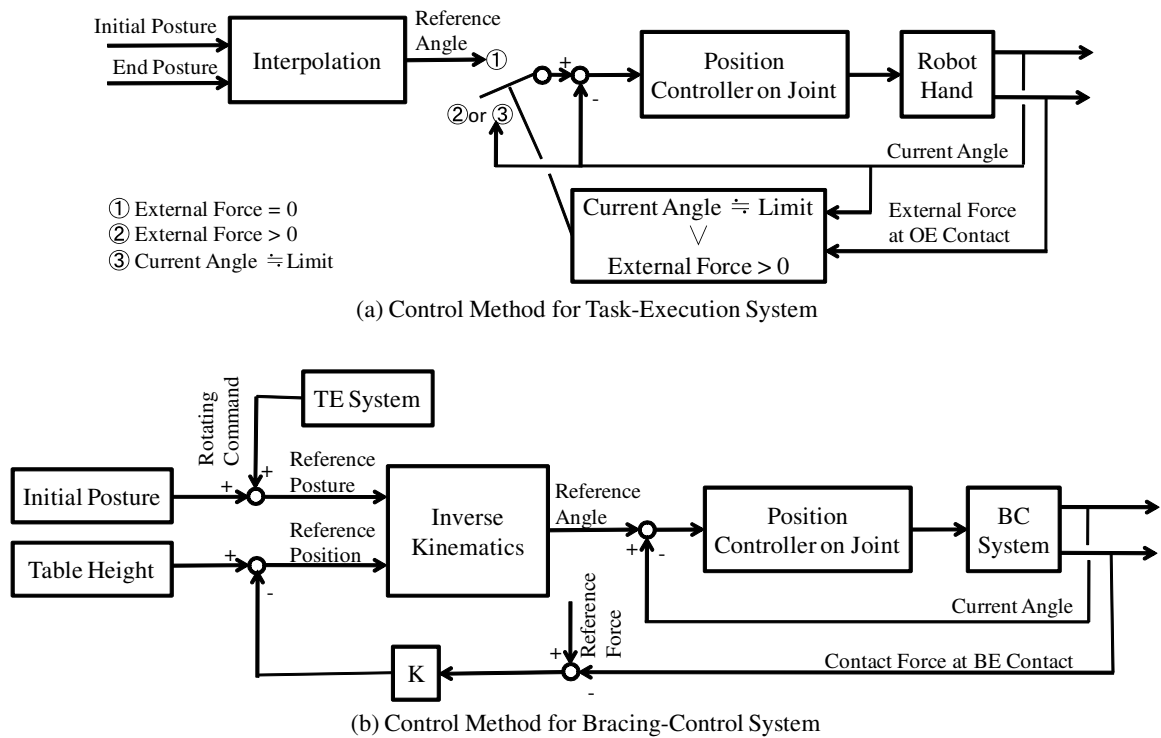 Initial Posture
End Posture
Interpolation
Reference
Angle
①
②or ③
+
-
Position
Controller on Joint
Robot
Hand
Current Angle
Current Angle ≒ Limit
∨
External Force > 0
External Force
at OE Contact
① External Force = 0
② External Force > 0
③ Current Angle ≒Limit
(a) Control Method for Task-Execution System
TE System
Rotating
Command
+
+
Initial Posture
Reference
Posture
Table Height
+
-
Reference
Position
Inverse
Kinematics
Reference
Angle
+
-
Position
Controller on Joint
BC
System
Current Angle
Reference
Force
+
-
K
Contact Force at BE Contact
(b) Control Method for Bracing-Control System